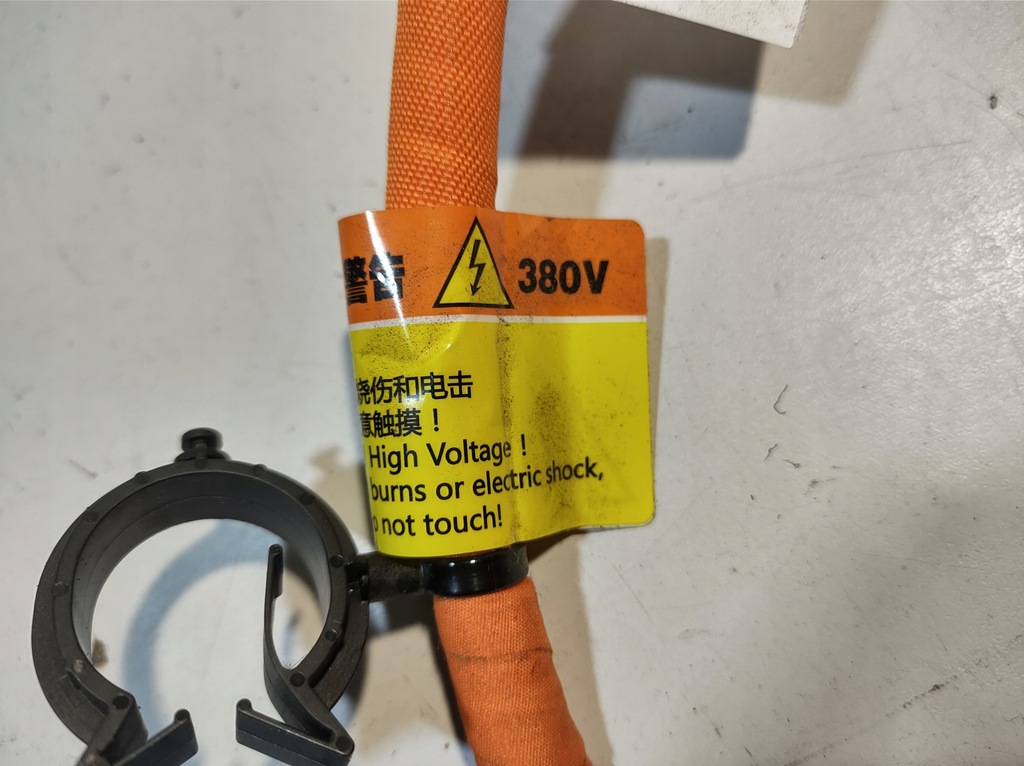 警告 380V
烧伤和电击
意触摸！
High Voltage !
burns or electric shock,
o not touch!